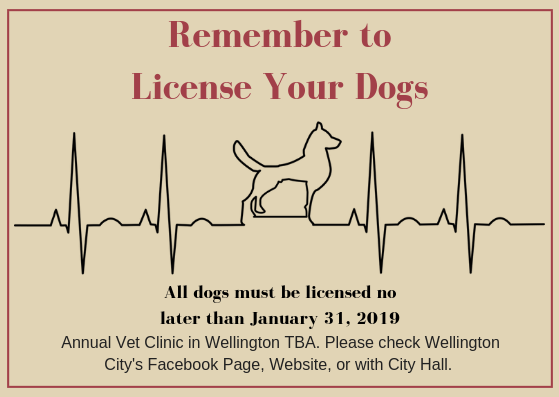 Remember to
License Your Dogs
All dogs must be licensed no
later than January 31, 2019
Annual Vet Clinic in Wellington TBA. Please check Wellington
City's Facebook Page, Website, or with City Hall.